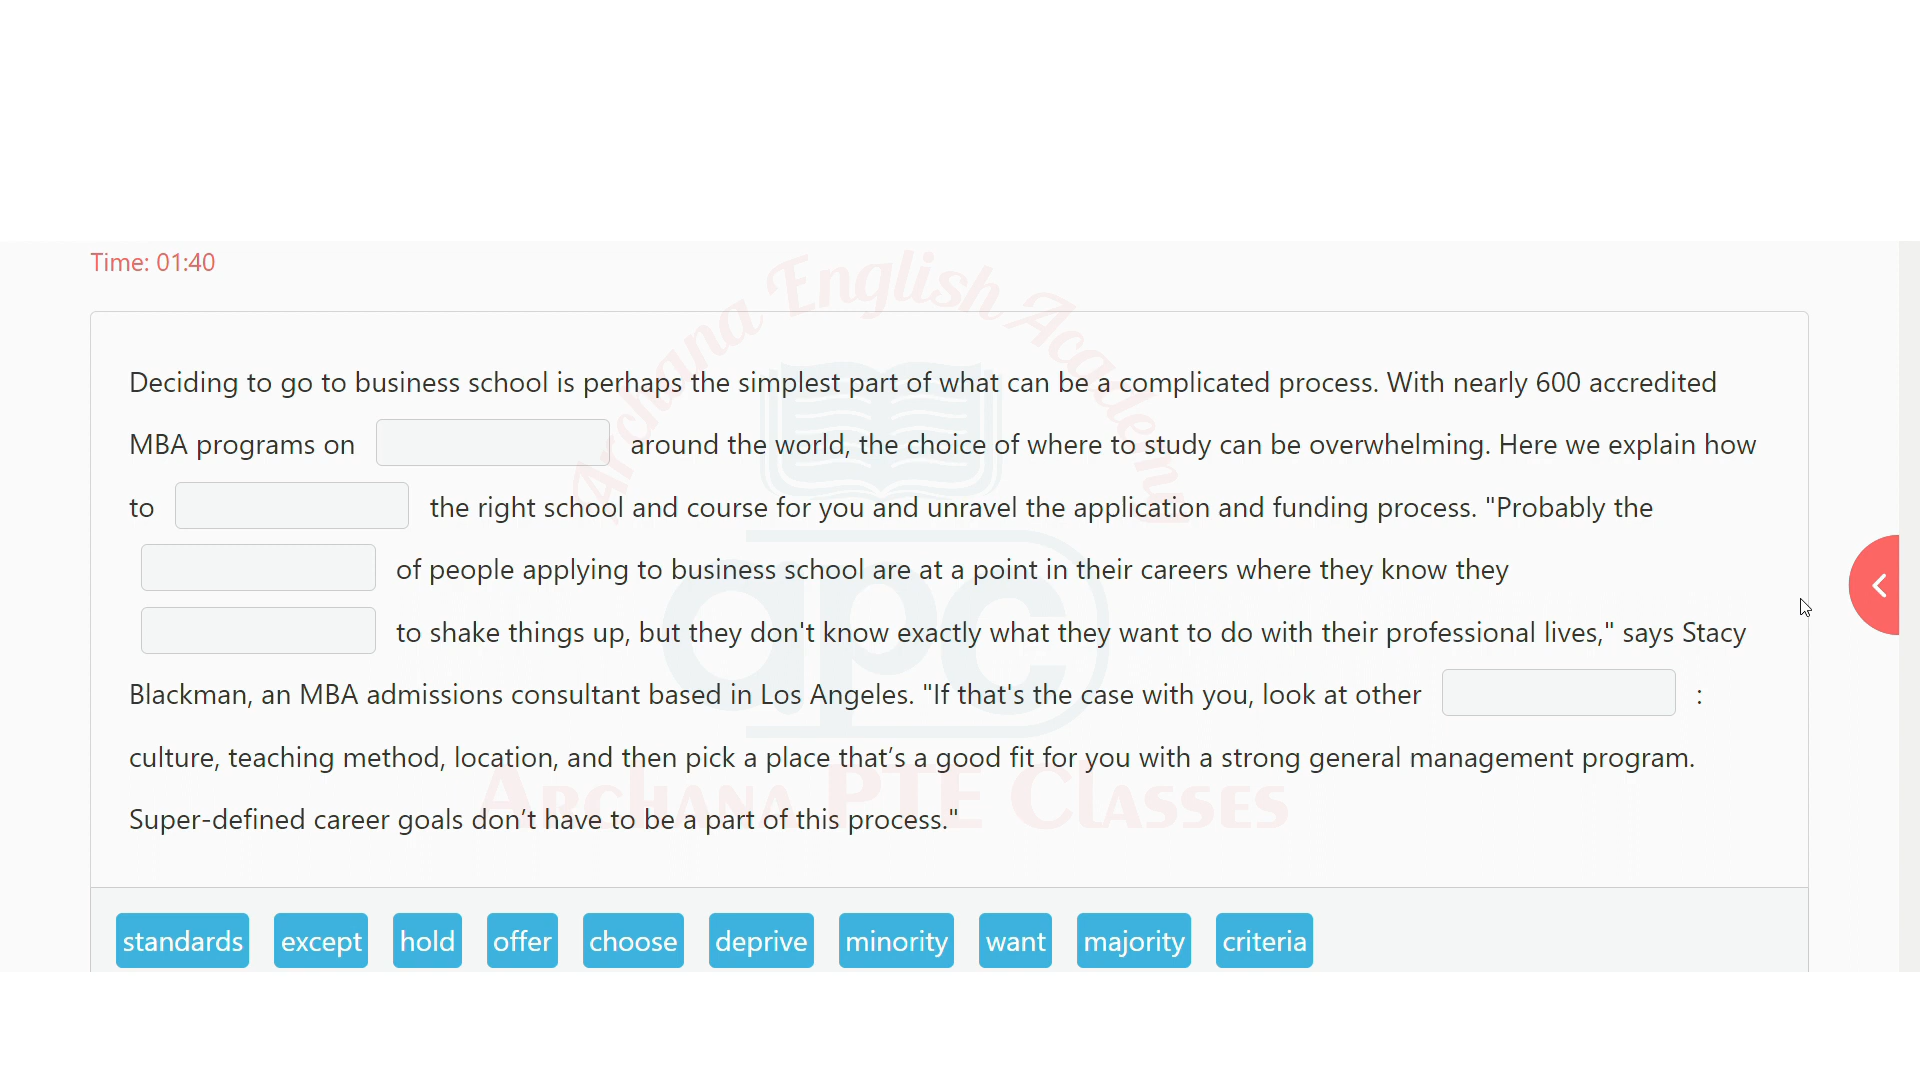 Time: 01:40
Archana English Academy
Deciding to go to business school is perhaps the simplest part of what can be a complicated process. With nearly 600 accredited
MBA programs on around the world, the choice of where to study can be overwhelming. Here we explain how
to the right school and course for you and unravel the application and funding process. "Probably the
of people applying to business school are at a point in their careers where they know they
to shake things up, but they don't know exactly what they want to do with their professional lives," says Stacy
Blackman, an MBA admissions consultant based in Los Angeles. "If that's the case with you, look at other :
culture, teaching method, location, and then pick a place that’s a good fit for you with a strong general management program.
Super-defined career goals don’t have to be a part of this process."
apc
ARCHANA PTE CLASSES
standards except hold offer choose deprive minority want majority criteria